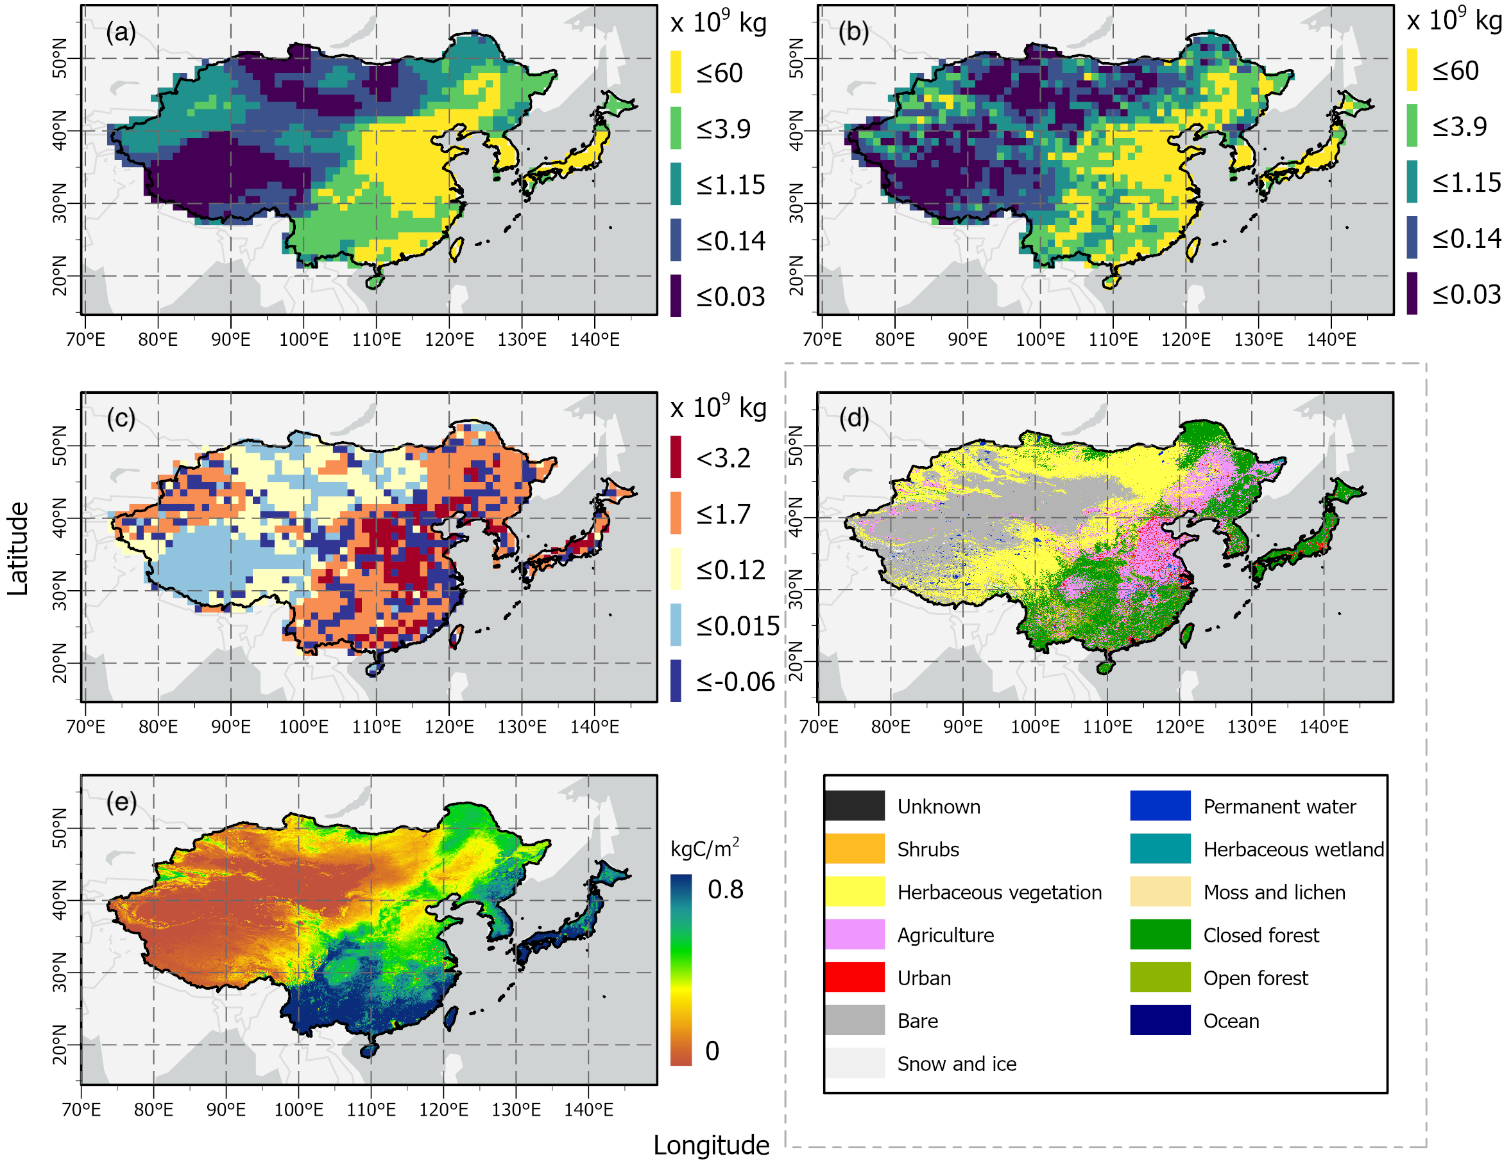 (a)
x 10⁹ kg
≤60
≤3.9
≤1.15
≤0.14
≤0.03
50°N
40°N
30°N
20°N
70°E 80°E 90°E 100°E 110°E 120°E 130°E 140°E
(b)
x 10⁹ kg
≤60
≤3.9
≤1.15
≤0.14
≤0.03
50°N
40°N
30°N
20°N
70°E 80°E 90°E 100°E 110°E 120°E 130°E 140°E
Latitude
(c)
x 10⁹ kg
<3.2
≤1.7
≤0.12
≤0.015
≤-0.06
50°N
40°N
30°N
20°N
70°E 80°E 90°E 100°E 110°E 120°E 130°E 140°E
(d)
50°N
40°N
30°N
20°N
70°E 80°E 90°E 100°E 110°E 120°E 130°E 140°E
(e)
kgC/m²
0.8
0
50°N
40°N
30°N
20°N
70°E 80°E 90°E 100°E 110°E 120°E 130°E 140°E
Unknown
Shrubs
Herbaceous vegetation
Agriculture
Urban
Bare
Snow and ice
Permanent water
Herbaceous wetland
Moss and lichen
Closed forest
Open forest
Ocean
Longitude